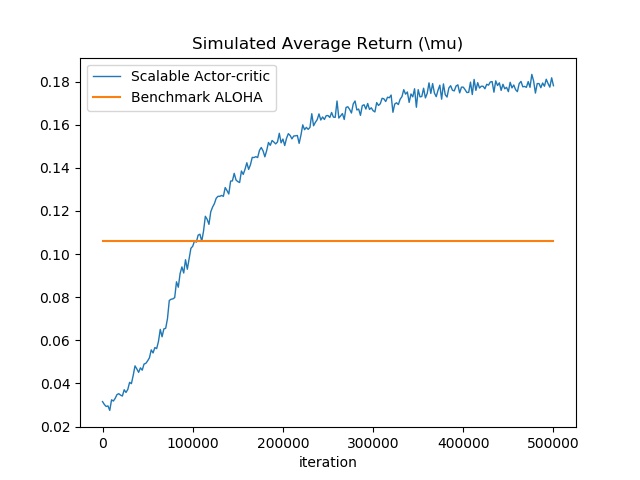 Simulated Average Return (\mu)
Scalable Actor-critic
Benchmark ALOHA
0.18
0.16
0.14
0.12
0.10
0.08
0.06
0.04
0.02
0 100000 200000 300000 400000 500000
iteration